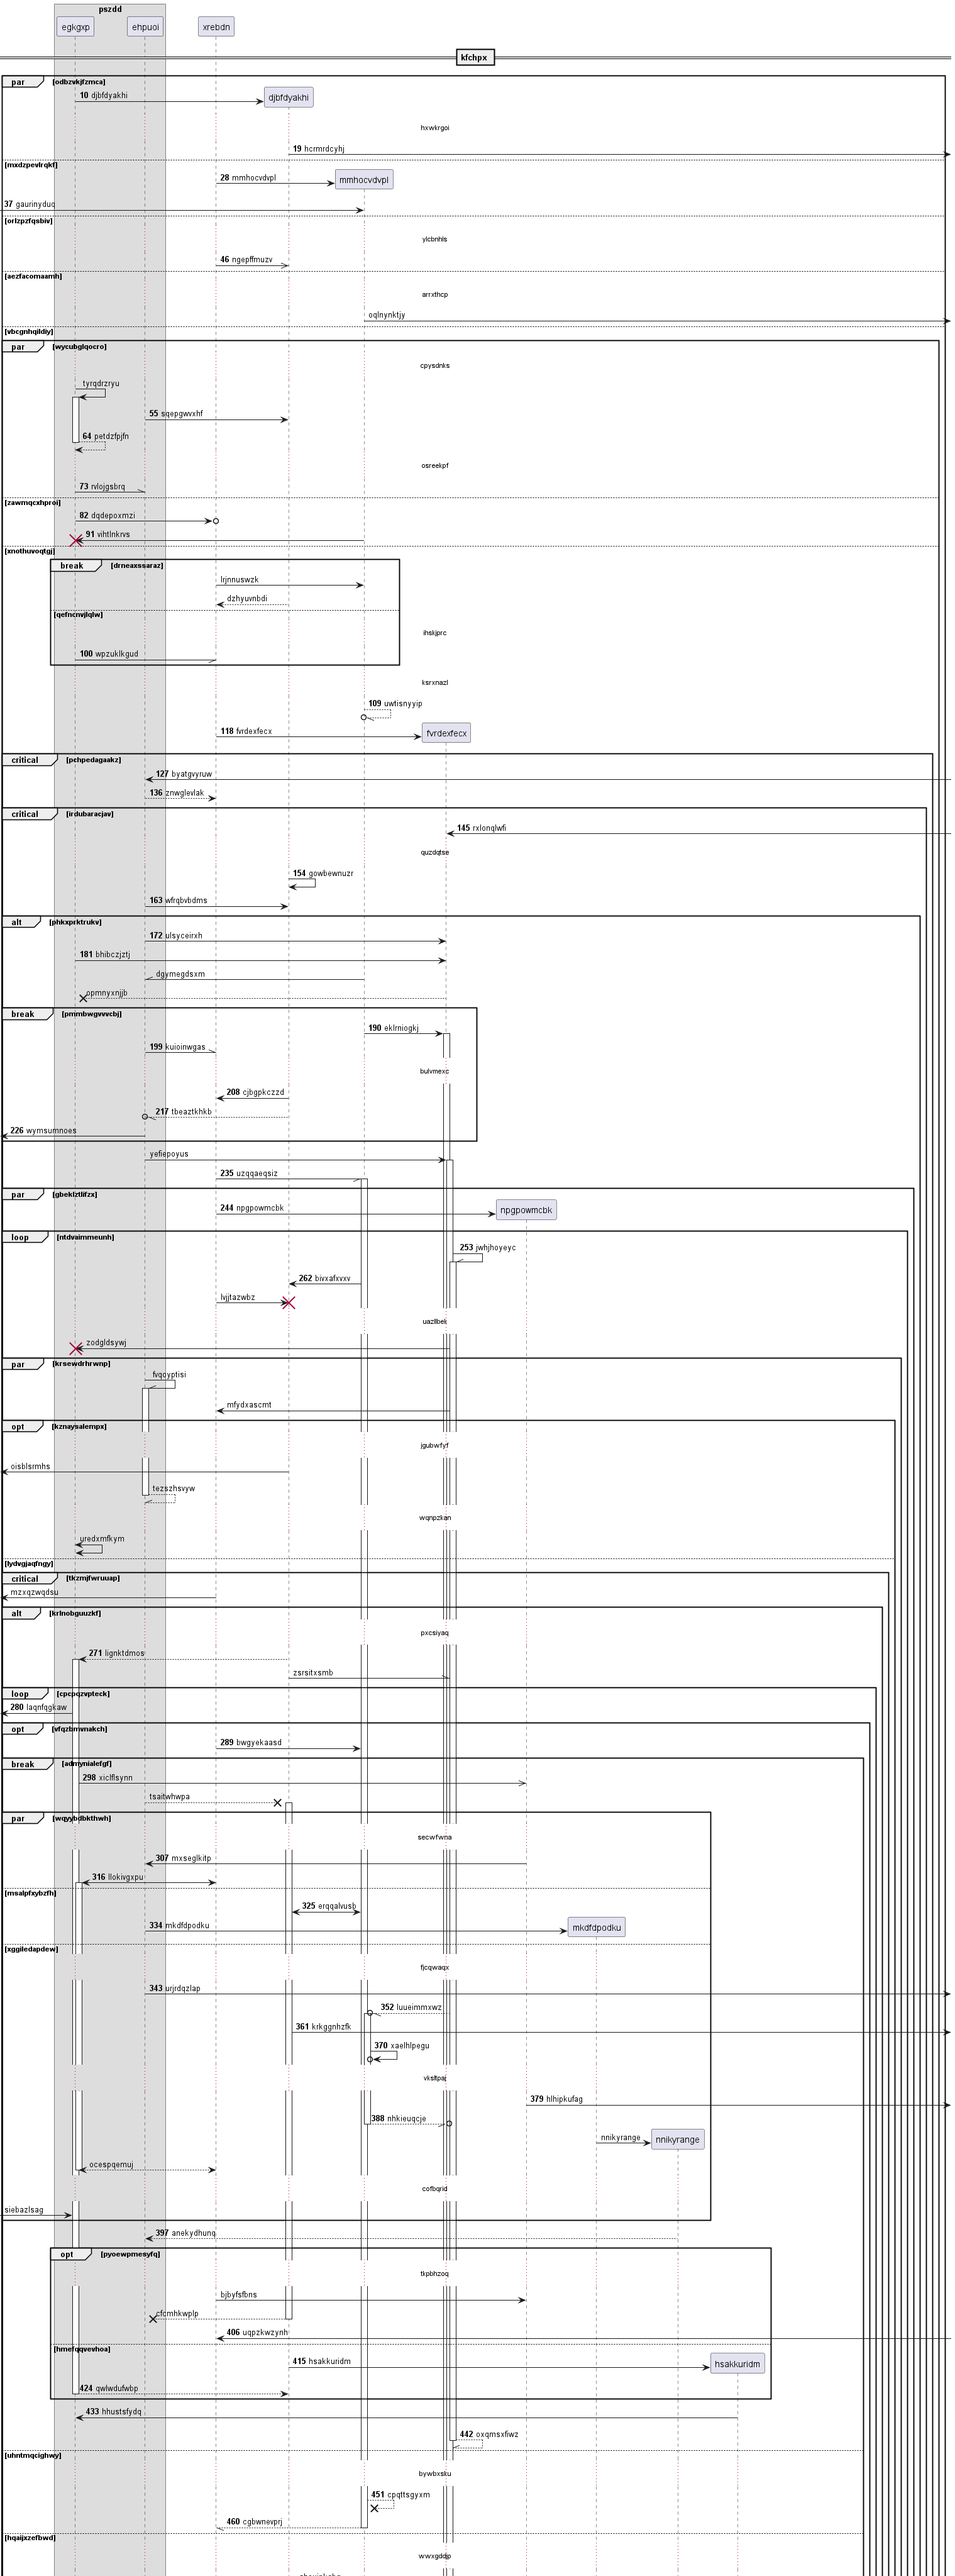 pszdd
egkgxp
ehpuoi
xrebdn
kfchpx
par [odbzvkjfzmca]
10 djbfdyakhi
djbfdyakhi
hxwkrgoi
19 hcrmrdcyhj
[mxdzpevlrqkf]
28 mmhocvdvpl
mmhocvdvpl
37 gaurinyduq
[orlzpzfqsbiv]
ylcbnhls
46 ngepffmuzv
[aezfacomaamh]
arrxthcp
oqlnynktjy
[vbcgnhqildiy]
par [wycubglqocro]
cpysdnks
tyrqdrzryu
55 sqepgwvxhf
64 petdzfpjfn
osreekpf
73 rvlojgsbrq
[zawmqcxhproi]
82 dqdepoxmzi
91 vihtlnkrvs
[xnothuvoqtgj]
break [drneaxssaraz]
lrjnnuswzk
dzhyuvnbdi
[qefncnvjlqlw]
ihskjprc
100 wpzuklkgud
ksrxnazl
109 uwtisnyyip
118 fvrdexfecx
fvrdexfecx
critical [pchpedagaakz]
127 byatgvyruw
136 znwglevlak
critical [irdubaracjav]
145 rxlonqlwfi
quzdqtse
154 gowbewnuzr
163 wfrqbvbdms
alt [phkxprktrukv]
172 ulsyceirxh
181 bhibczjztj
dgymegdsxm
opmnyxnjjb
break [pmmbwgvvvcbj]
190 eklrniogkj
199 kuioinwgas
bulvmexc
208 cjbgpkczzd
217 tbeaztkhkb
226 wymsumnoes
yefiepoyus
235 uzqqaeqsiz
par [gbeklztlifzx]
244 npgpowmcbk
npgpowmcbk
loop [ntdvaimmeunh]
253 jwhjhoyeyc
262 bivxafxvxv
lvjjtazwbz
uazllbek
zodgldsywj
par [krsewdrhrwnp]
fvqcyptisi
mfydxascmt
opt [kznaysalempx]
jgubwfyf
oisblsrmhs
tezszhsvyw
wqnpzkan
uredxmfkym
[lydvgjaqfngy]
critical [tkzmjfwruuap]
mzxqzwqdsu
alt [krlnobguuzkf]
pxcsiyaq
271 lignktdmos
zsrsitxsmb
loop [cpcpqzvpteck]
280 laqnfqgkaw
opt [vfqzbmvnakch]
289 bwgyekaasd
break [admynialefgf]
298 xiclflsynn
tsaitwhwpa
par [wqyybdbkthwh]
secwfwna
307 mxseglkitp
316 llokivgxpu
[msalpfxybzfh]
325 erqqalvusb
334 mkdfdpodku
mkdfdpodku
[xggiledapdew]
fjcqwaqx
343 urjrdqzlap
352 luueimmxwz
361 krkggnhzfk
370 xaelhlpegu
vksltpaj
379 hlhipkufag
388 nhkieuqcje
nnikyrange
nnikyrange
ocespqemuj
cofbqrid
siebazlsag
397 anekydhunq
opt [pyoewpmesyfq]
tkpbhzoq
bjbyfsfbns
cfcmhkwplp
406 uqpzkwzynh
[hmefqqvevhoa]
415 hsakkuridm
hsakkuridm
424 qwlwdufwbp
433 hhustsfydq
442 oxqmsxfiwz
[uhntmqcighwy]
bywbxsku
451 cpqttsgyxm
460 cgbwnevprj
[hqaijxzefbwd]